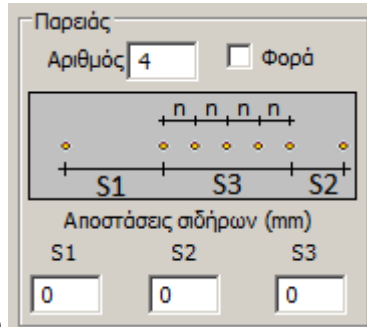 Παρειάς
Αριθμός 4 Φορά
n n n n
S1 S3 S2
Αποστάσεις σιδήρων (mm)
S1 S2 S3
0 0 0